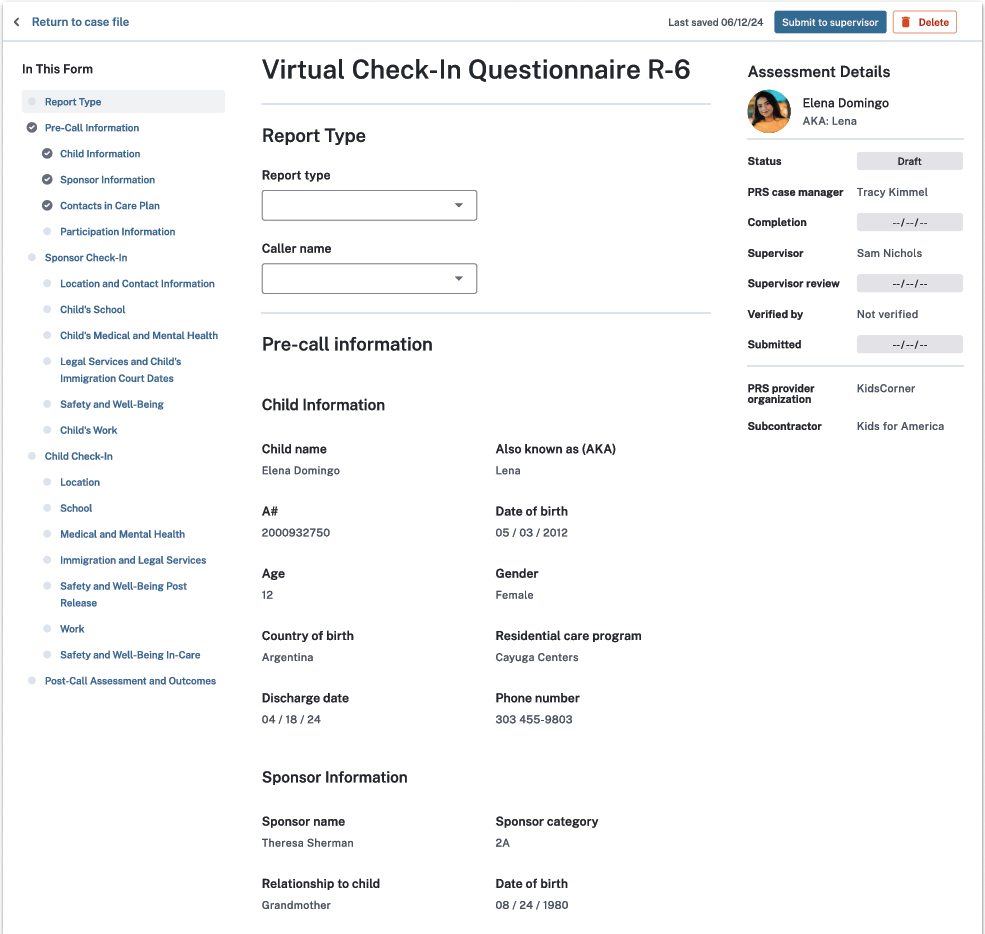 Return to case file
Last saved 06/12/24
Submit to supervisor
Delete
In This Form
Report Type
Pre-Call Information
Child Information
Sponsor Information
Contacts in Care Plan
Participation Information
Sponsor Check-In
Location and Contact Information
Child's School
Child's Medical and Mental Health
Legal Services and Child's
Immigration Court Dates
Safety and Well-Being
Child's Work
Child Check-In
Location
School
Medical and Mental Health
Immigration and Legal Services
Safety and Well-Being Post
Release
Work
Safety and Well-Being In-Care
Post-Call Assessment and Outcomes
Virtual Check-In Questionnaire R-6
Report Type
Report type
Caller name
Pre-call information
Child Information
Child name
Elena Domingo
Also known as (AKA)
Lena
A#
2000932750
Date of birth
05 / 03 / 2012
Age
12
Gender
Female
Country of birth
Argentina
Residential care program
Cayuga Centers
Discharge date
04 / 18 / 24
Phone number
303 455-9803
Sponsor Information
Sponsor name
Theresa Sherman
Sponsor category
2A
Relationship to child
Grandmother
Date of birth
08 / 24 / 1980
Assessment Details
Elena Domingo
AKA: Lena
Status Draft
PRS case manager Tracy Kimmel
Completion --/--/--
Supervisor Sam Nichols
Supervisor review --/--/--
Verified by Not verified
Submitted --/--/--
PRS provider
organization
KidsCorner
Subcontractor Kids for America